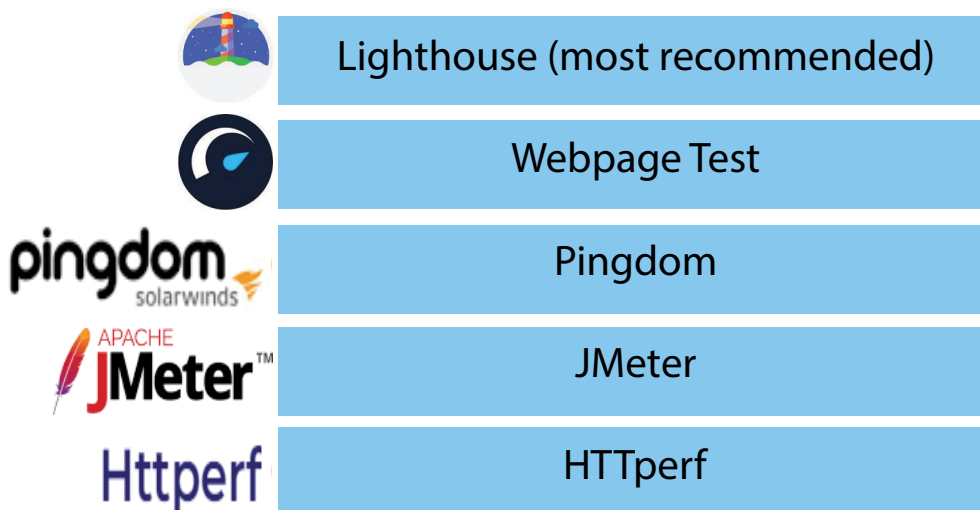 Lighthouse (most recommended)
Webpage Test
pingdom
solarwinds
Pingdom
APACHE
JMeter™
JMeter
Httperf
HTTperf